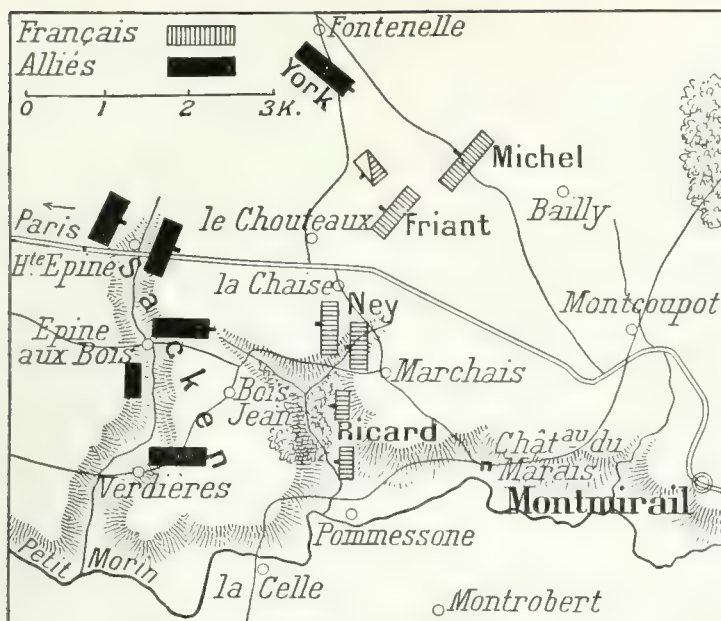 Français
Alliés
0 1 2 3K.
Fontenelle
York
Michel
Bailly
Friant
le Chouteaux
Paris
Hte Epine
Sacken
la Chaise
Ney
Montcoupot
Epine
aux Bois
Marchais
Bois
Jean
Ricard
Châtau du
Marais
Verdières
Montmirail
Pommessone
Petit Morin
la Celle
Montrobert